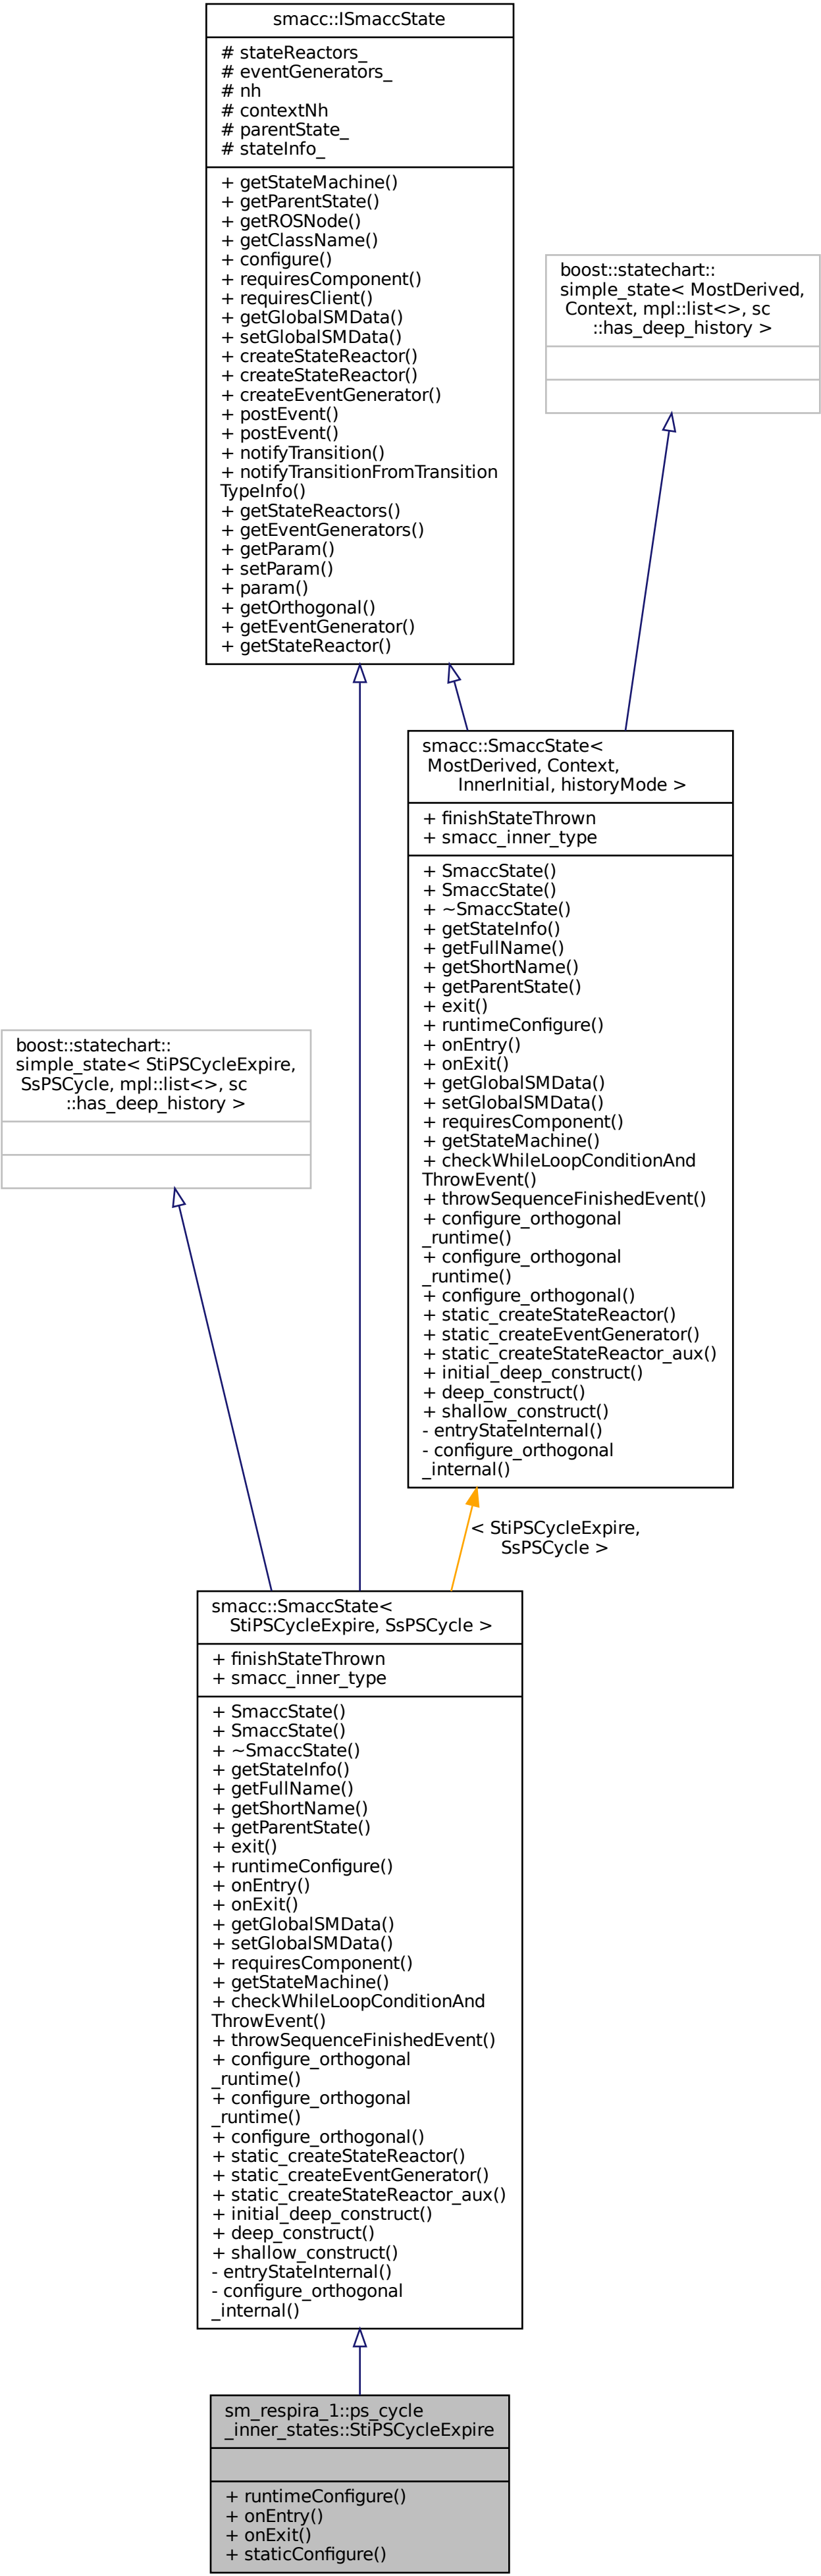 smacc::ISmaccState
# stateReactors_
# eventGenerators_
# nh
# contextNh
# parentState_
# stateInfo_
+ getStateMachine()
+ getParentState()
+ getROSNode()
+ getClassName()
+ configure()
+ requiresComponent()
+ requiresClient()
+ getGlobalSMData()
+ setGlobalSMData()
+ createStateReactor()
+ createStateReactor()
+ createEventGenerator()
+ postEvent()
+ postEvent()
+ notifyTransition()
+ notifyTransitionFromTransition
TypeInfo()
+ getStateReactors()
+ getEventGenerators()
+ getParam()
+ setParam()
+ param()
+ getOrthogonal()
+ getEventGenerator()
+ getStateReactor()
boost::statechart::
simple_state< MostDerived,
Context, mpl::list<>, sc
::has_deep_history >
smacc::SmaccState<
MostDerived, Context,
InnerInitial, historyMode >
+ finishStateThrown
+ smacc_inner_type
+ SmaccState()
+ SmaccState()
+ ~SmaccState()
+ getStateInfo()
+ getFullName()
+ getShortName()
+ getParentState()
+ exit()
+ runtimeConfigure()
+ onEntry()
+ onExit()
+ getGlobalSMData()
+ setGlobalSMData()
+ requiresComponent()
+ getStateMachine()
+ checkWhileLoopConditionAnd
ThrowEvent()
+ throwSequenceFinishedEvent()
+ configure_orthogonal
_runtime()
+ configure_orthogonal
_runtime()
+ configure_orthogonal()
+ static_createStateReactor()
+ static_createEventGenerator()
+ static_createStateReactor_aux()
+ initial_deep_construct()
+ deep_construct()
+ shallow_construct()
- entryStateInternal()
- configure_orthogonal
_internal()
boost::statechart::
simple_state< StiPSCycleExpire,
SsPSCycle, mpl::list<>, sc
::has_deep_history >
< StiPSCycleExpire,
SsPSCycle >
smacc::SmaccState<
StiPSCycleExpire, SsPSCycle >
+ finishStateThrown
+ smacc_inner_type
+ SmaccState()
+ SmaccState()
+ ~SmaccState()
+ getStateInfo()
+ getFullName()
+ getShortName()
+ getParentState()
+ exit()
+ runtimeConfigure()
+ onEntry()
+ onExit()
+ getGlobalSMData()
+ setGlobalSMData()
+ requiresComponent()
+ getStateMachine()
+ checkWhileLoopConditionAnd
ThrowEvent()
+ throwSequenceFinishedEvent()
+ configure_orthogonal
_runtime()
+ configure_orthogonal
_runtime()
+ configure_orthogonal()
+ static_createStateReactor()
+ static_createEventGenerator()
+ static_createStateReactor_aux()
+ initial_deep_construct()
+ deep_construct()
+ shallow_construct()
- entryStateInternal()
- configure_orthogonal
_internal()
sm_respira_1::ps_cycle
_inner_states::StiPSCycleExpire
+ runtimeConfigure()
+ onEntry()
+ onExit()
+ staticConfigure()